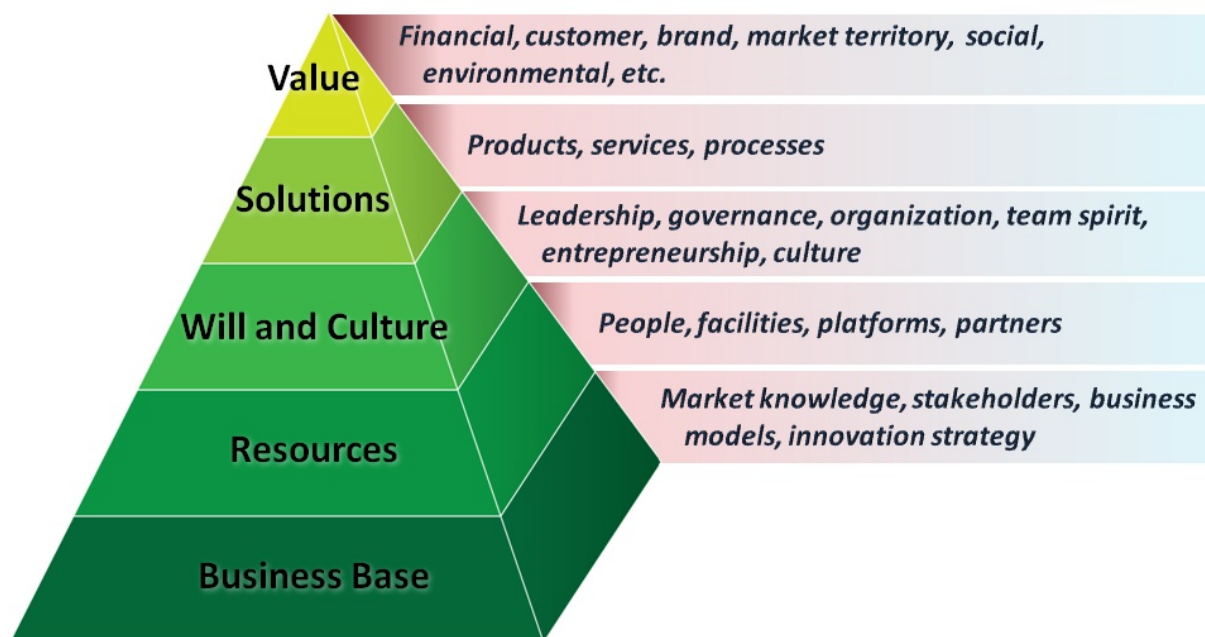 Financial, customer, brand, market territory, social,
environmental, etc.
Value
Products, services, processes
Solutions
Leadership, governance, organization, team spirit,
entrepreneurship, culture
Will and Culture
People, facilities, platforms, partners
Resources
Market knowledge, stakeholders, business
models, innovation strategy
Business Base